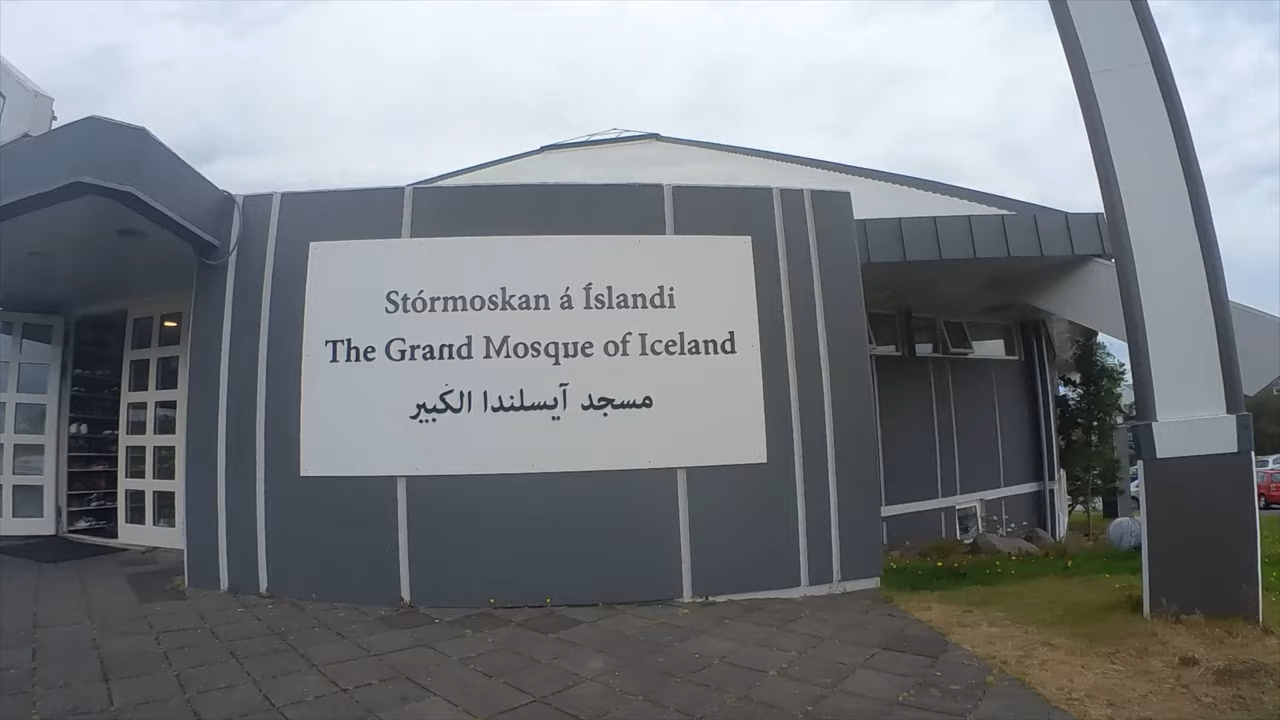 Stórmoskan á Íslandi
The Grand Mosque of Iceland
مسجد آيسلندا الكبير